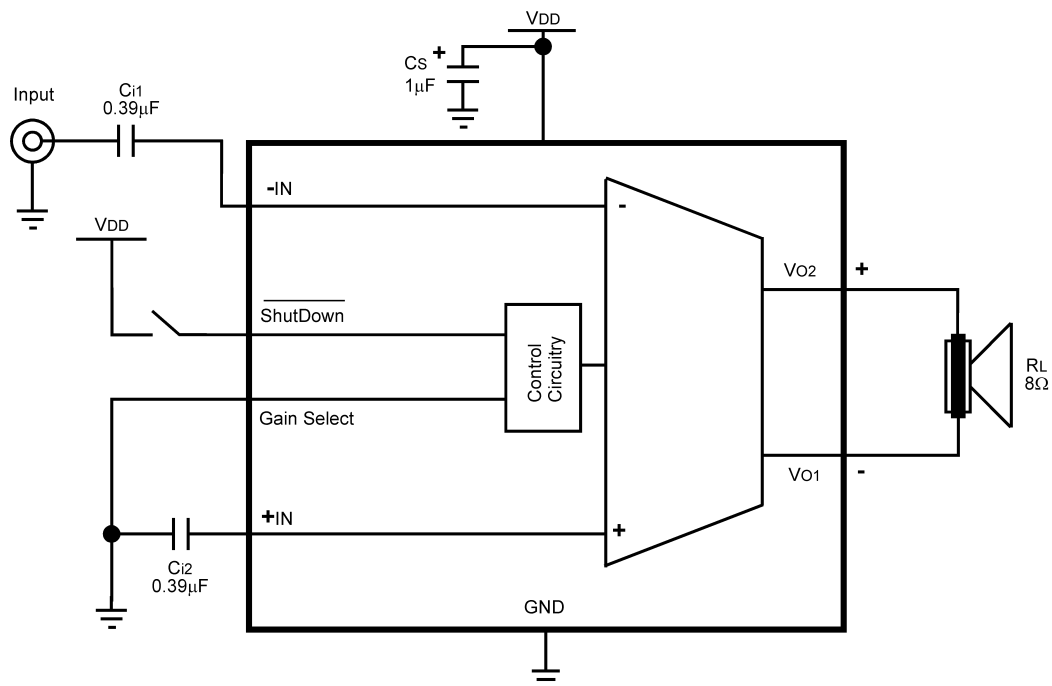 VDD
CS +
1µF
Input
Ci1
0.39µF
-IN
-
VDD
VO2
+
ShutDown
Control
Circuitry
RL
8Ω
Gain Select
VO1
-
+IN
+
Ci2
0.39µF
GND